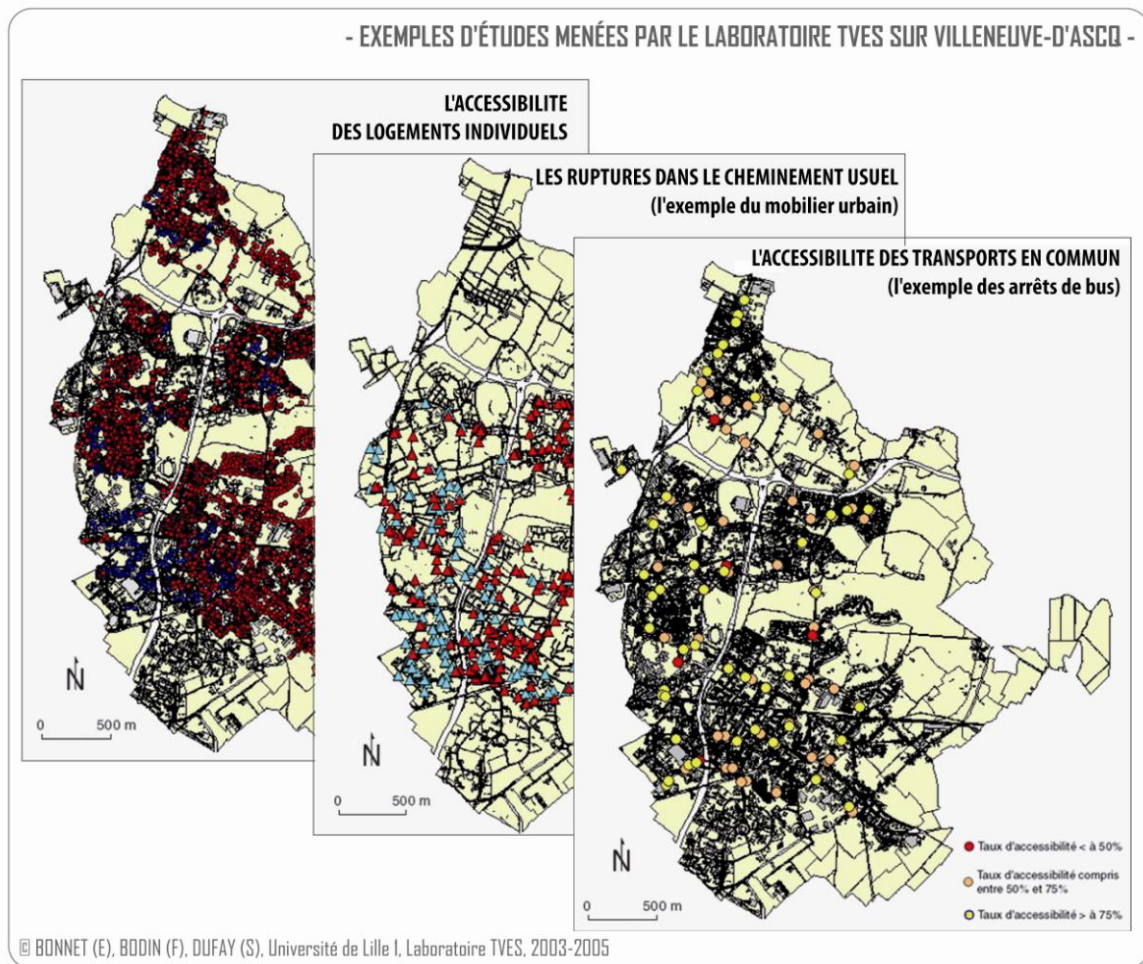 - EXEMPLES D'ÉTUDES MENÉES PAR LE LABORATOIRE TVES SUR VILLENEUVE-D'ASCQ -
L'ACCESSIBILITE
DES LOGEMENTS INDIVIDUELS
N
0 500 m
LES RUPTURES DANS LE CHEMINEMENT USUEL
(l'exemple du mobilier urbain)
N
0 500 m
L'ACCESSIBILITE DES TRANSPORTS EN COMMUN
(l'exemple des arrêts de bus)
N
0 500 m
Taux d'accessibilité < à 50%
Taux d'accessibilité compris
entre 50% et 75%
Taux d'accessibilité > à 75%
© BONNET (E), BODIN (F), DUFAY (S), Université de Lille 1, Laboratoire TVES, 2003-2005